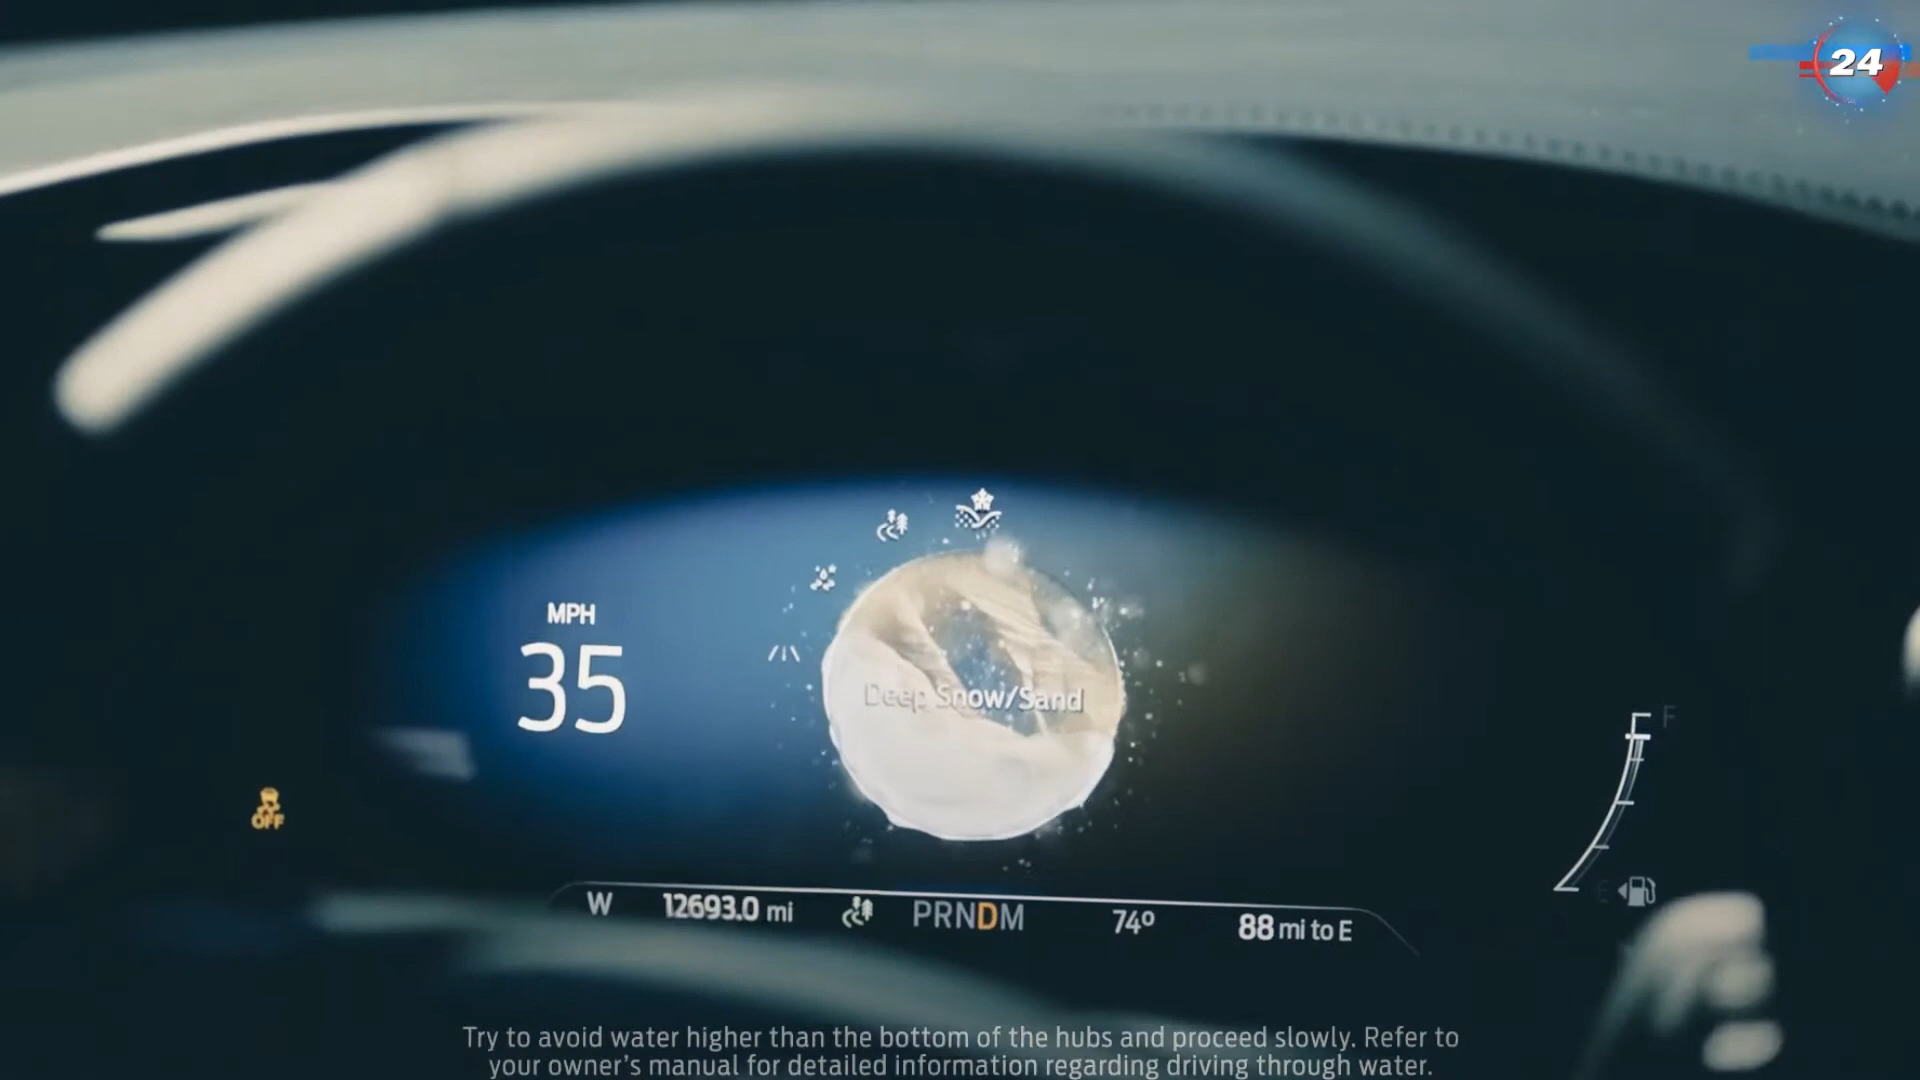 24
MPH
35
Deep Snow/Sand
OFF
F
E
W 12693.0 mi PRNDM 74º 88 mi to E
Try to avoid water higher than the bottom of the hubs and proceed slowly. Refer to
your owner's manual for detailed information regarding driving through water.